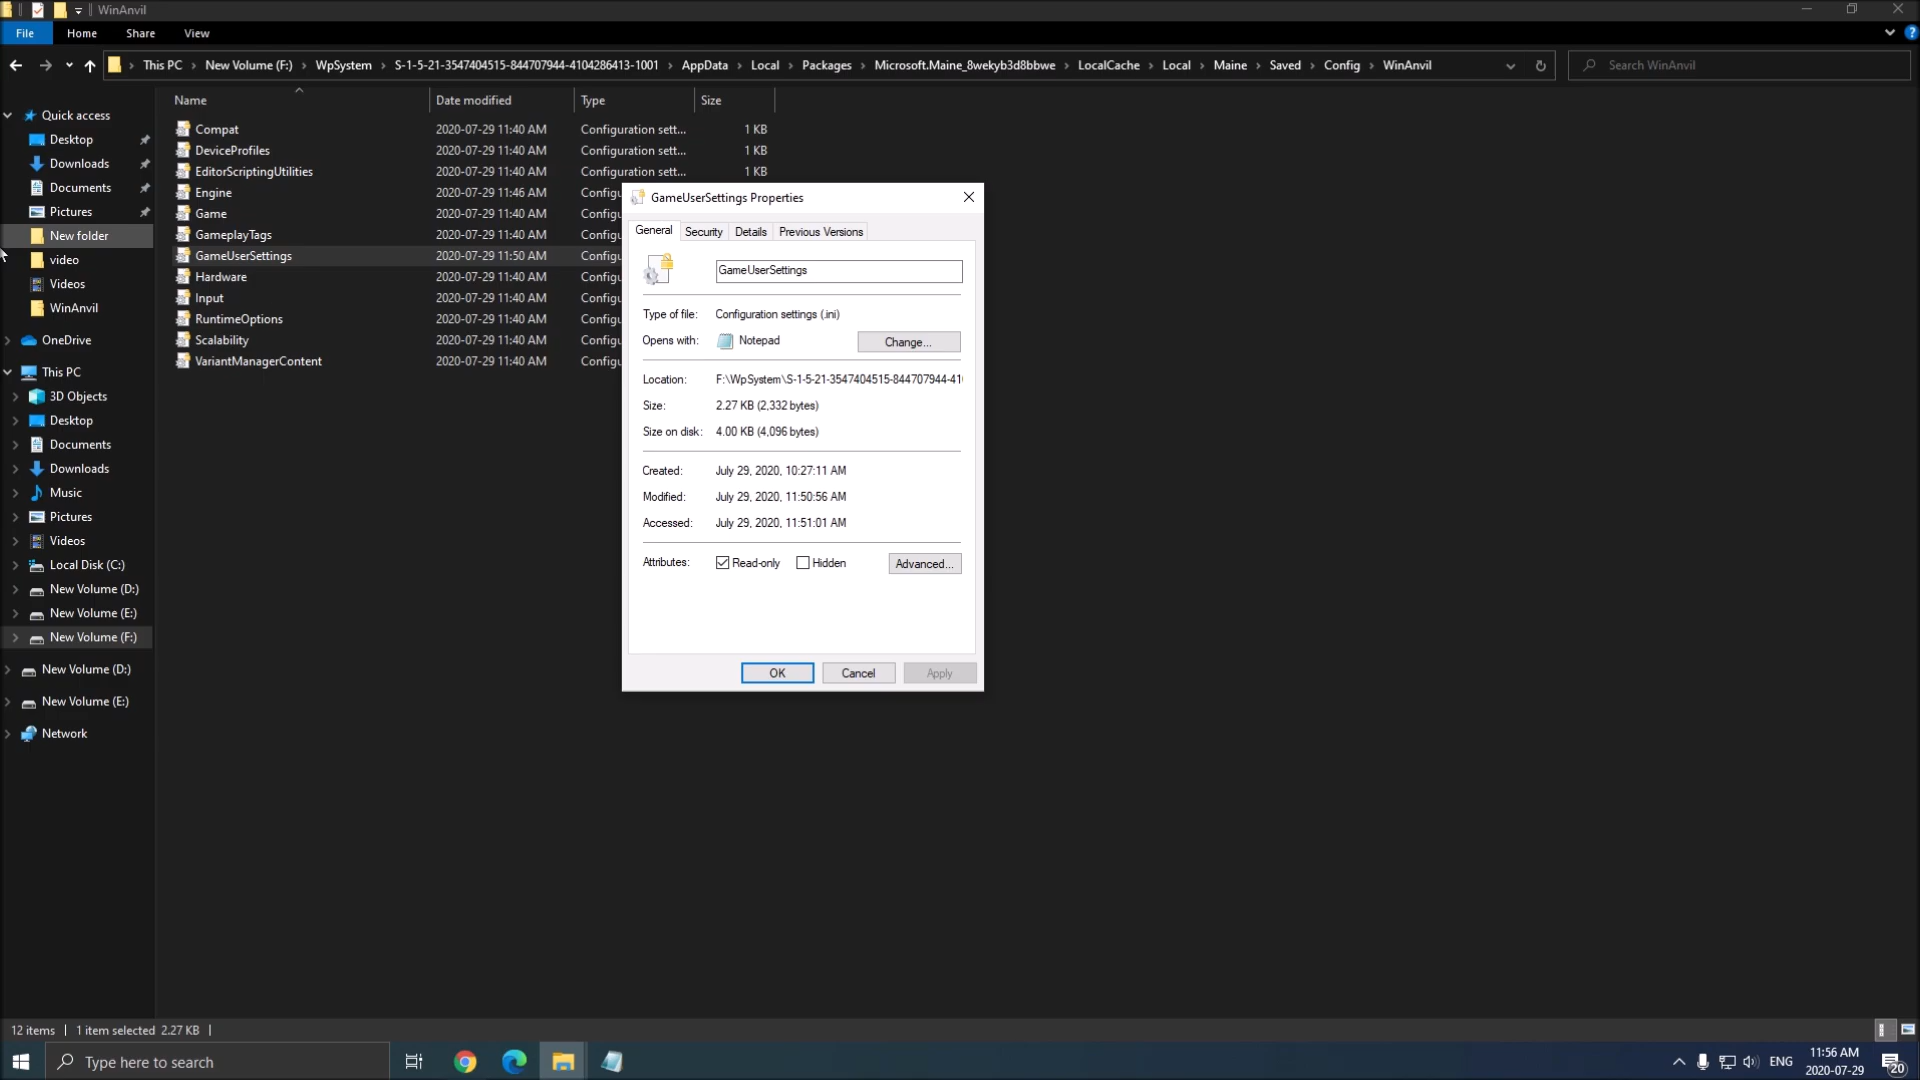 WinAnvil
File Home Share View
This PC New Volume (F:) WpSystem S-1-5-21-3547404515-844707944-4104286413-1001 AppData Local Packages Microsoft.Maine_8wekyb3d8bbwe LocalCache Local Maine Saved Config WinAnvil Search WinAnvil
Name Date modified Type Size
Quick access
Desktop
Downloads
Documents
Pictures
New folder
video
Videos
WinAnvil
OneDrive
This PC
3D Objects
Desktop
Documents
Downloads
Music
Pictures
Videos
Local Disk (C:)
New Volume (D:)
New Volume (E:)
New Volume (F:)
New Volume (D:)
New Volume (E:)
Network
Compat 2020-07-29 11:40 AM Configuration sett... 1 KB
DeviceProfiles 2020-07-29 11:40 AM Configuration sett... 1 KB
EditorScriptingUtilities 2020-07-29 11:40 AM Configuration sett... 1 KB
Engine 2020-07-29 11:46 AM Configu
Game 2020-07-29 11:40 AM Configu
GameplayTags 2020-07-29 11:40 AM Configu
GameUserSettings 2020-07-29 11:50 AM Configu
Hardware 2020-07-29 11:40 AM Configu
Input 2020-07-29 11:40 AM Configu
RuntimeOptions 2020-07-29 11:40 AM Configu
Scalability 2020-07-29 11:40 AM Configu
VariantManagerContent 2020-07-29 11:40 AM Configu
GameUserSettings Properties
General Security Details Previous Versions
GameUserSettings
Type of file: Configuration settings (.ini)
Opens with: Notepad Change...
Location: F:\WpSystem\S-1-5-21-3547404515-844707944-41
Size: 2.27 KB (2,332 bytes)
Size on disk: 4.00 KB (4,096 bytes)
Created: July 29, 2020, 10:27:11 AM
Modified: July 29, 2020, 11:50:56 AM
Accessed: July 29, 2020, 11:51:01 AM
Attributes: Read-only Hidden Advanced...
OK Cancel Apply
12 items 1 item selected 2.27 KB
Type here to search
ENG
11:56 AM
2020-07-29
20